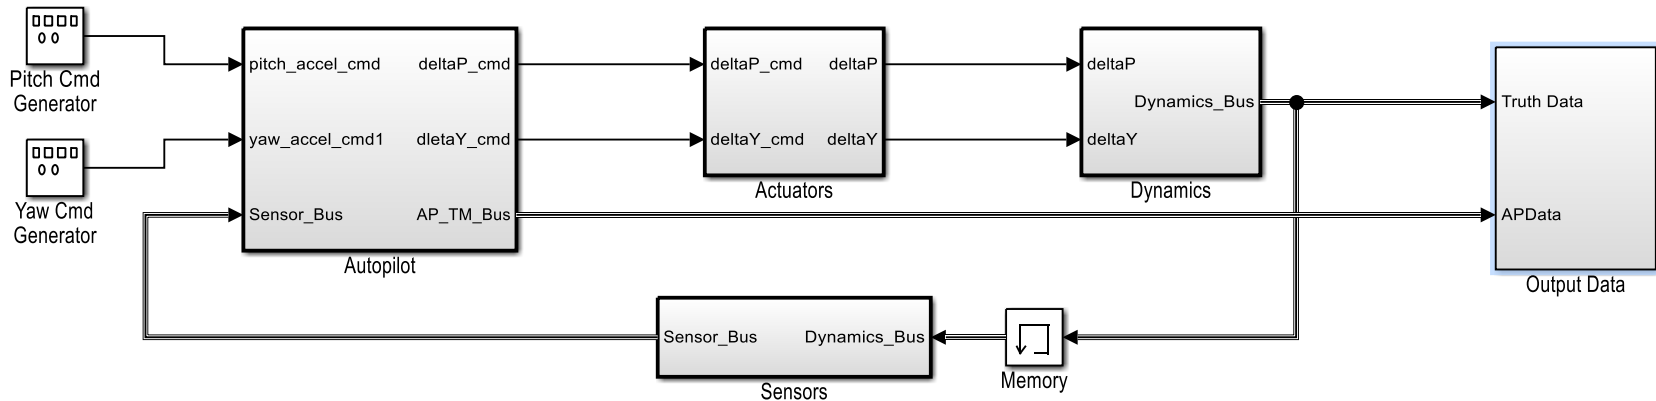 Pitch Cmd
Generator
Yaw Cmd
Generator
pitch_accel_cmd
yaw_accel_cmd1
Sensor_Bus
deltaP_cmd
dletaY_cmd
AP_TM_Bus
Autopilot
deltaP_cmd
deltaY_cmd
deltaP
deltaY
Actuators
deltaP
deltaY
Dynamics_Bus
Dynamics
Truth Data
APData
Output Data
Sensor_Bus
Dynamics_Bus
Sensors
Memory